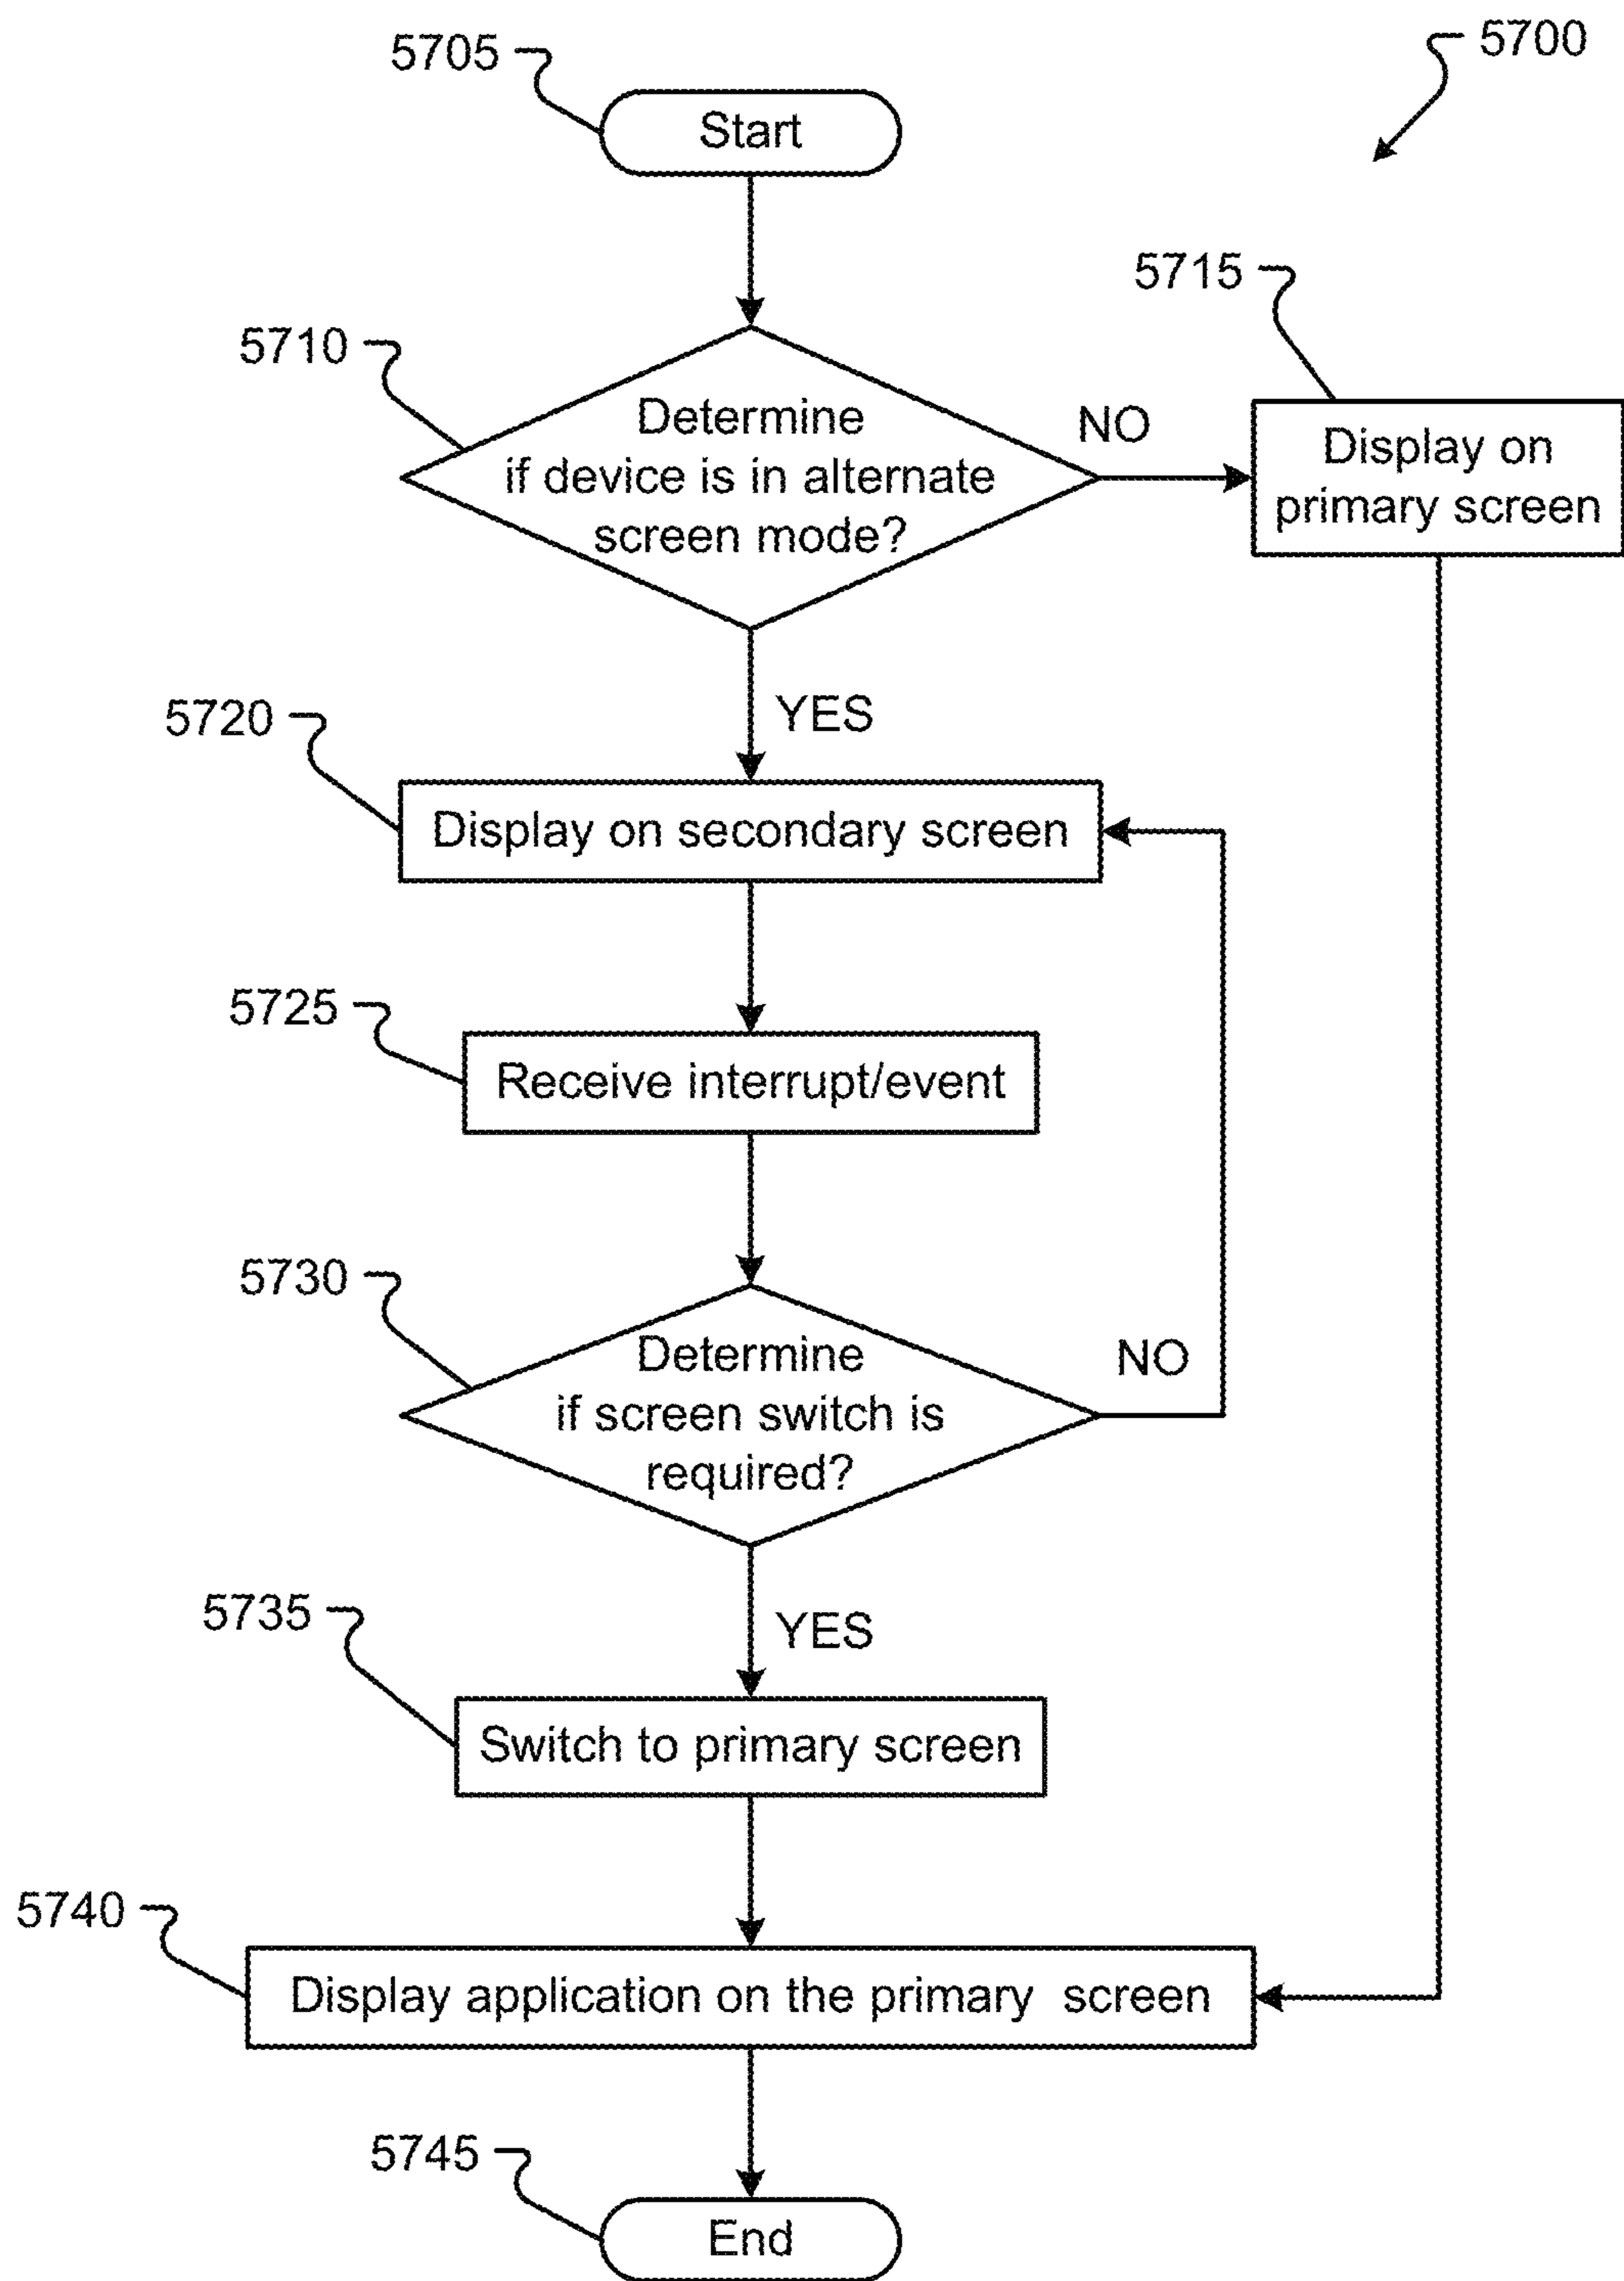 5700
5705
Start
5710
Determine
if device is in alternate
screen mode?
NO
5715
Display on
primary screen
YES
5720
Display on secondary screen
5725
Receive interrupt/event
5730
Determine
if screen switch is
required?
NO
YES
5735
Switch to primary screen
5740
Display application on the primary screen
5745
End